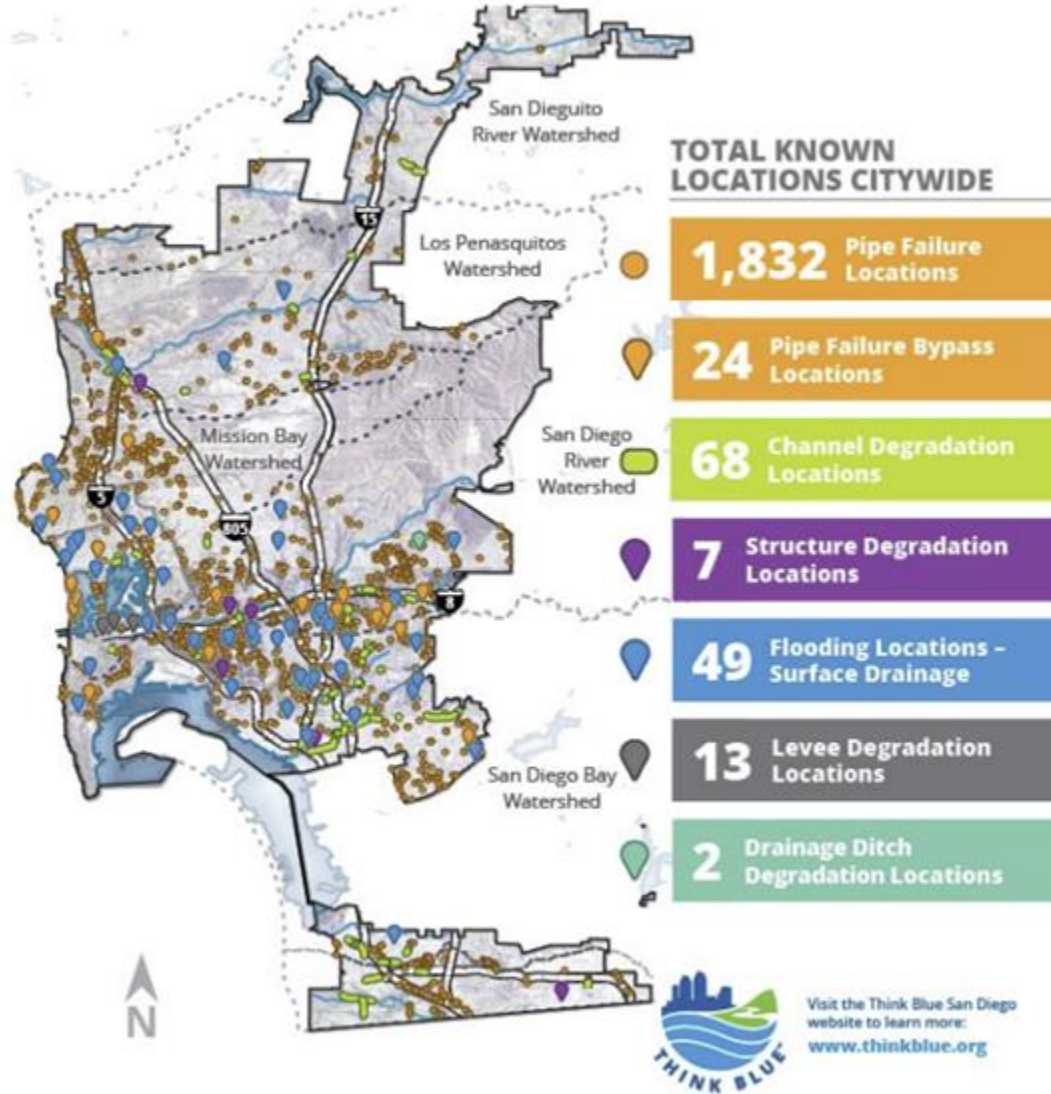 San Dieguito
River Watershed
TOTAL KNOWN
LOCATIONS CITYWIDE
15
Los Penasquitos
Watershed
1,832 Pipe Failure
Locations
24 Pipe Failure Bypass
Locations
Mission Bay
Watershed
San Diego
River
Watershed
68 Channel Degradation
Locations
5
805
7 Structure Degradation
Locations
8
49 Flooding Locations –
Surface Drainage
San Diego Bay
Watershed
13 Levee Degradation
Locations
2 Drainage Ditch
Degradation Locations
N
THINK BLUE
Visit the Think Blue San Diego
website to learn more:
www.thinkblue.org